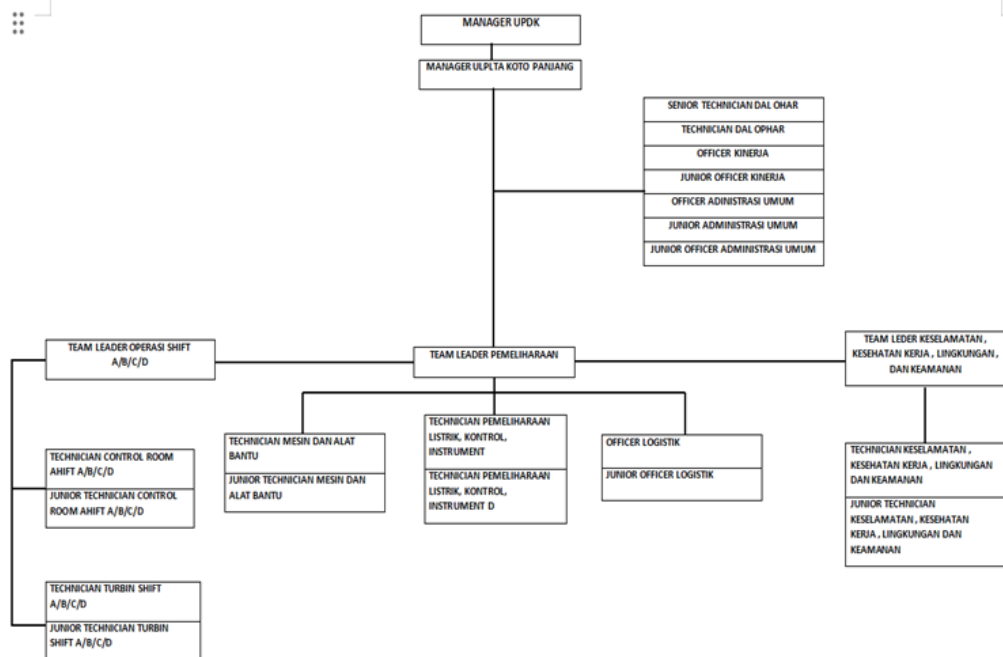 MANAGER UPDK
MANAGER ULPLTA KOTO PANJANG
SENIOR TECHNICIAN DAL OHAR
TECHNICIAN DAL OPHAR
OFFICER KINERJA
JUNIOR OFFICER KINERJA
OFFICER ADINISTRASI UMUM
JUNIOR ADMINISTRASI UMUM
JUNIOR OFFICER ADMINISTRASI UMUM
TEAM LEADER OPERASI SHIFT
A/B/C/D
TEAM LEADER PEMELIHARAAN
TEAM LEDER KESELAMATAN ,
KESEHATAN KERJA , LINGKUNGAN ,
DAN KEAMANAN
TECHNICIAN CONTROL ROOM
AHIFT A/B/C/D
JUNIOR TECHNICIAN CONTROL
ROOM AHIFT A/B/C/D
TECHNICIAN TURBIN SHIFT
A/B/C/D
JUNIOR TECHNICIAN TURBIN
SHIFT A/B/C/D
TECHNICIAN MESIN DAN ALAT
BANTU
JUNIOR TECHNICIAN MESIN DAN
ALAT BANTU
TECHNICIAN PEMELIHARAAN
LISTRIK, KONTROL,
INSTRUMENT
TECHNICIAN PEMELIHARAAN
LISTRIK, KONTROL,
INSTRUMENT D
OFFICER LOGISTIK
JUNIOR OFFICER LOGISTIK
TECHNICIAN KESELAMATAN ,
KESEHATAN KERJA , LINGKUNGAN
DAN KEAMANAN
JUNIOR TECHNICIAN
KESELAMATAN , KESEHATAN
KERJA , LINGKUNGAN DAN
KEAMANAN